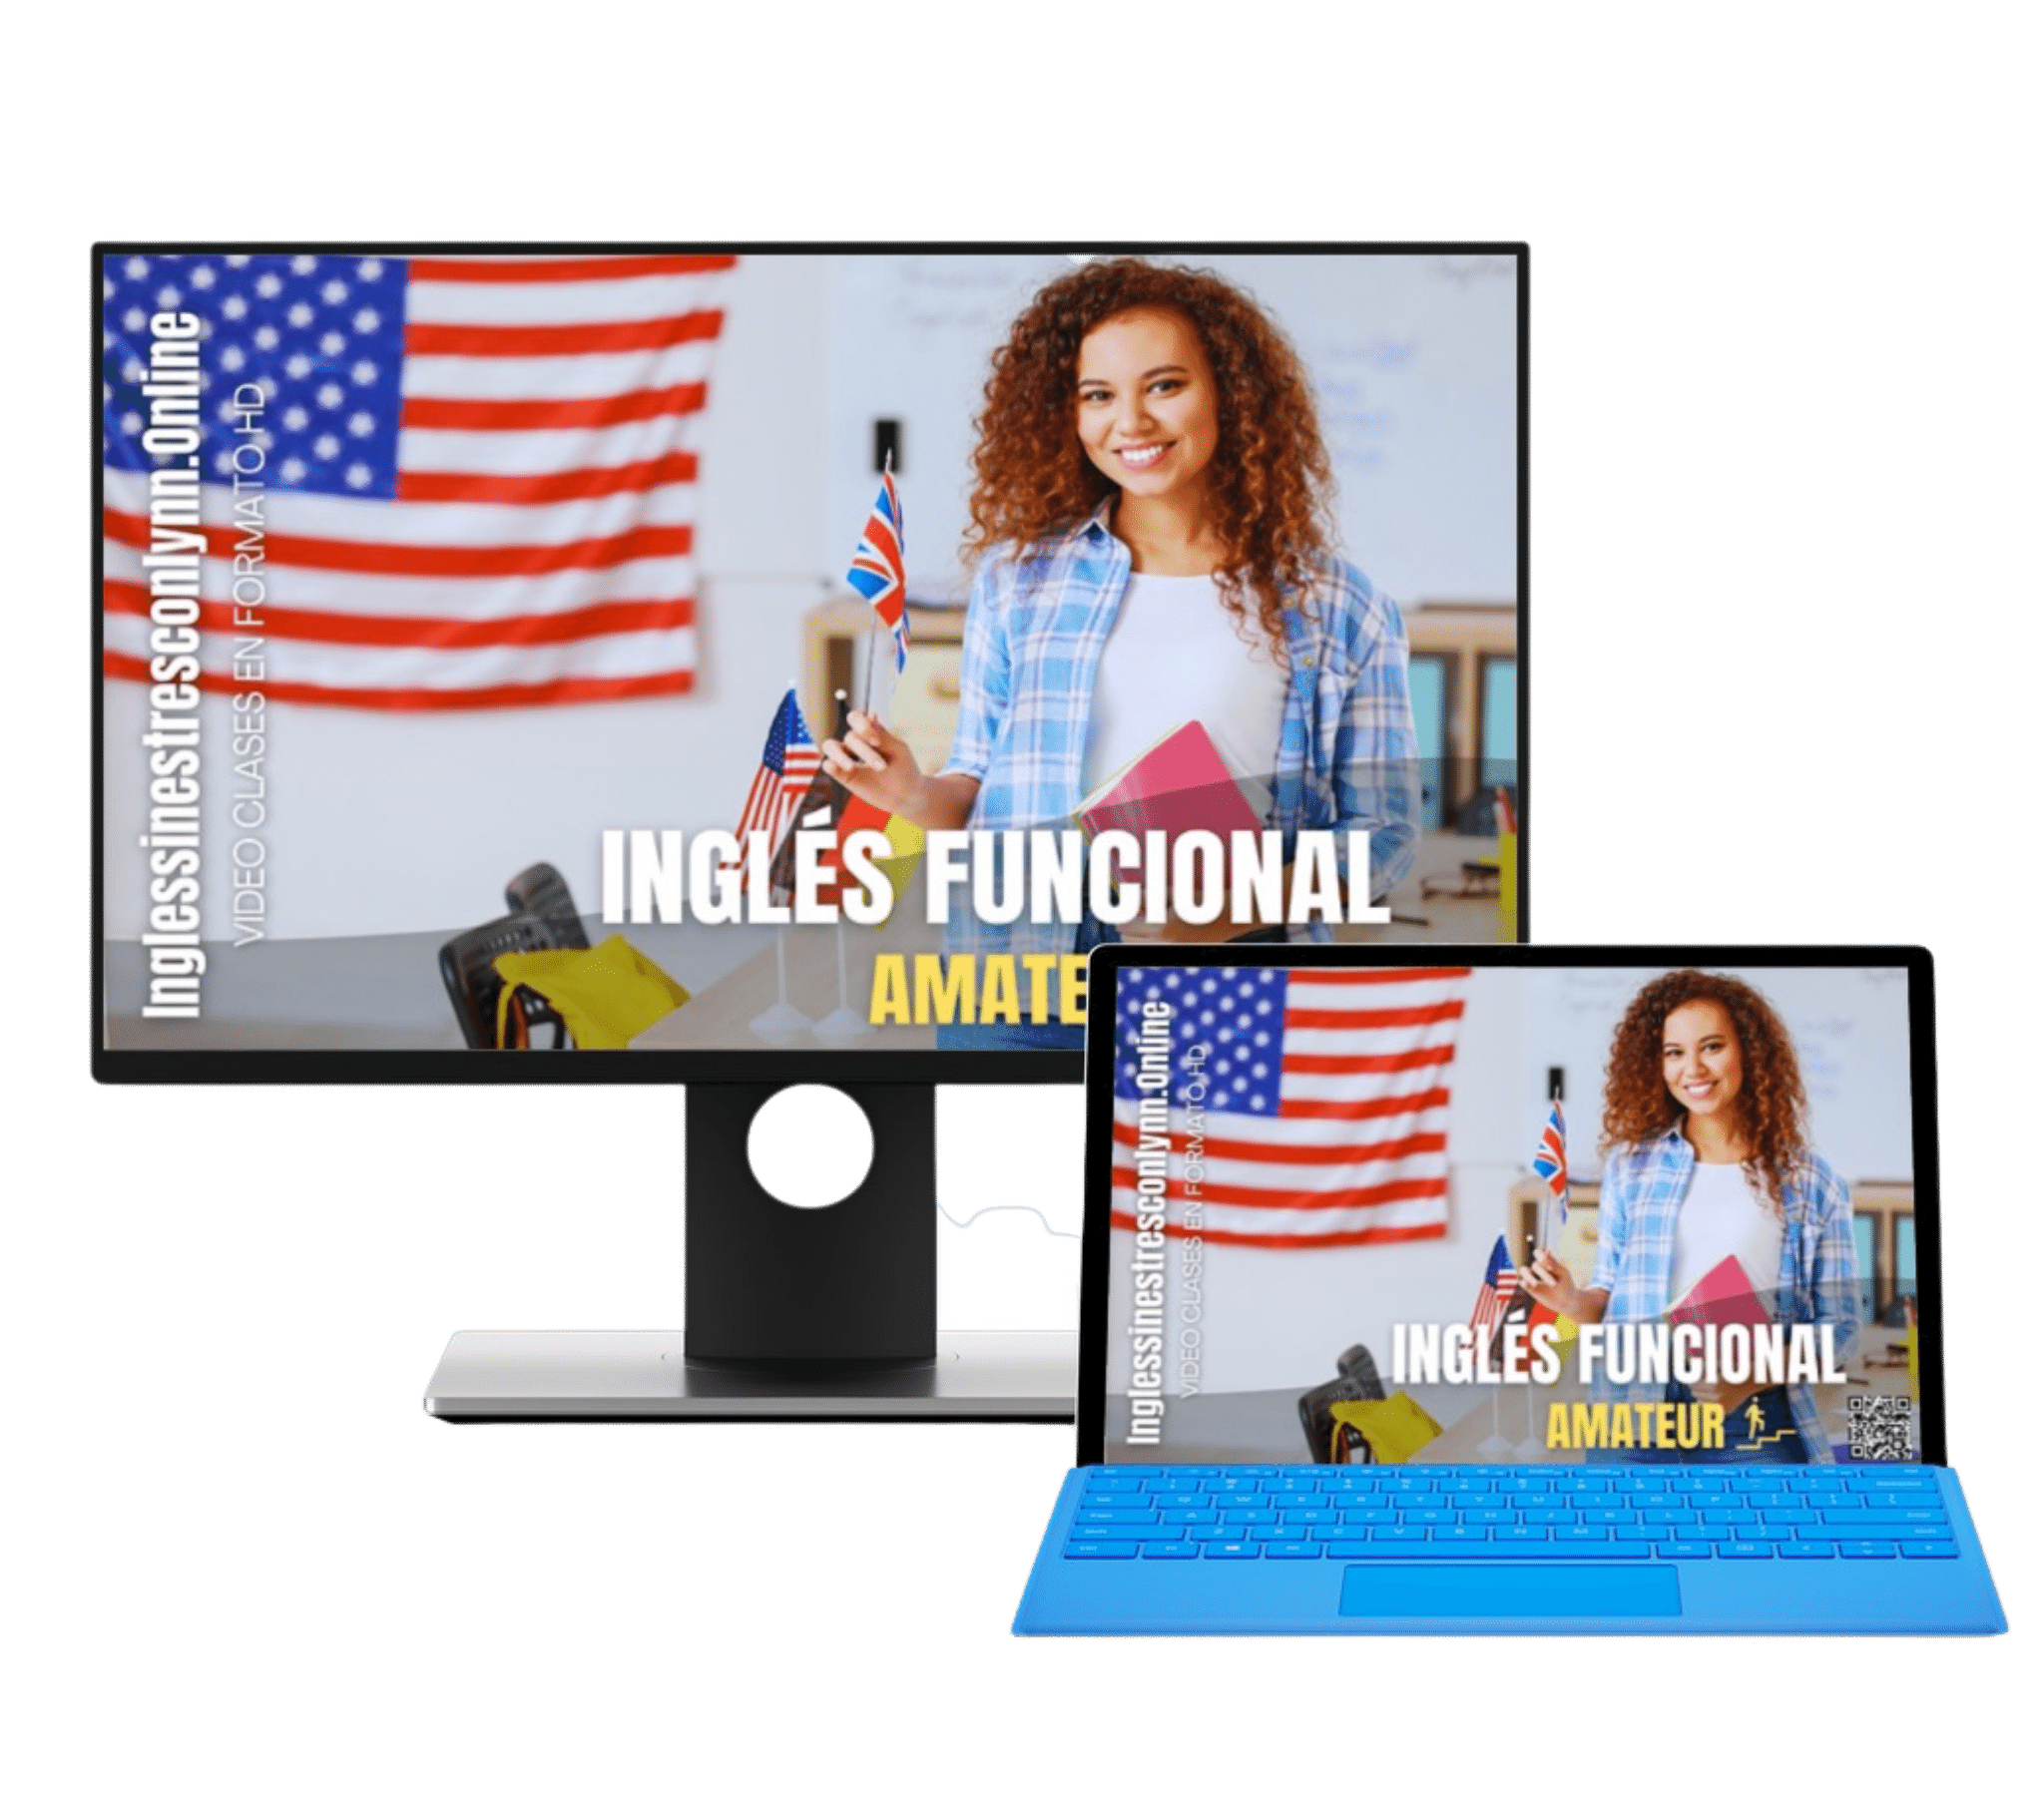 Inglessinestresconlynn.Online
VIDEO CLASES EN FORMATO HD
INGLÉS FUNCIONAL
AMATE
Inglessinestresconlynn.Online
VIDEO CLASES EN FORMATO HD
INGLÉS FUNCIONAL
AMATEUR